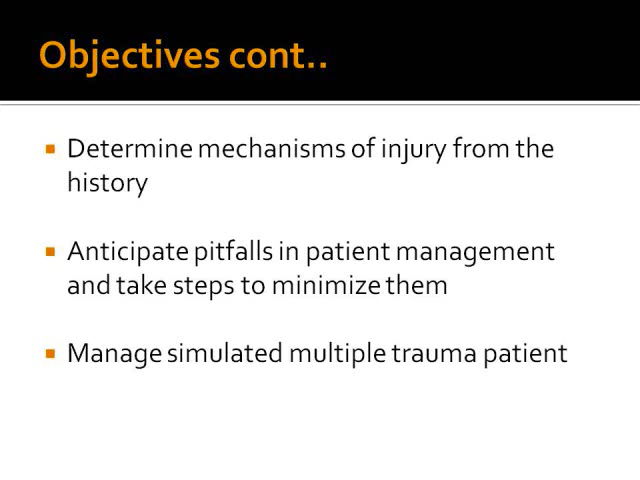 Objectives cont..
Determine mechanisms of injury from the
history
Anticipate pitfalls in patient management
and take steps to minimize them
Manage simulated multiple trauma patient